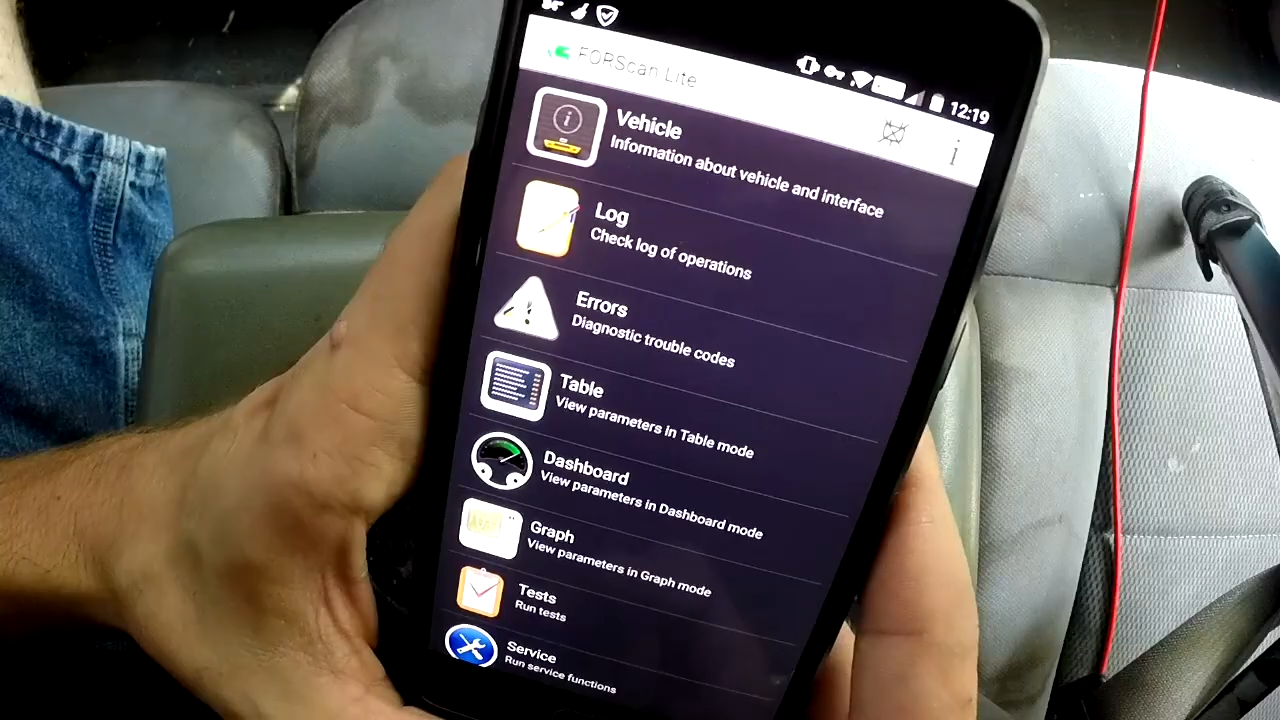 12:19
FORScan Lite
Vehicle
Information about vehicle and interface
Log
Check log of operations
Errors
Diagnostic trouble codes
Table
View parameters in Table mode
Dashboard
View parameters in Dashboard mode
Graph
View parameters in Graph mode
Tests
Run tests
Service
Run service functions